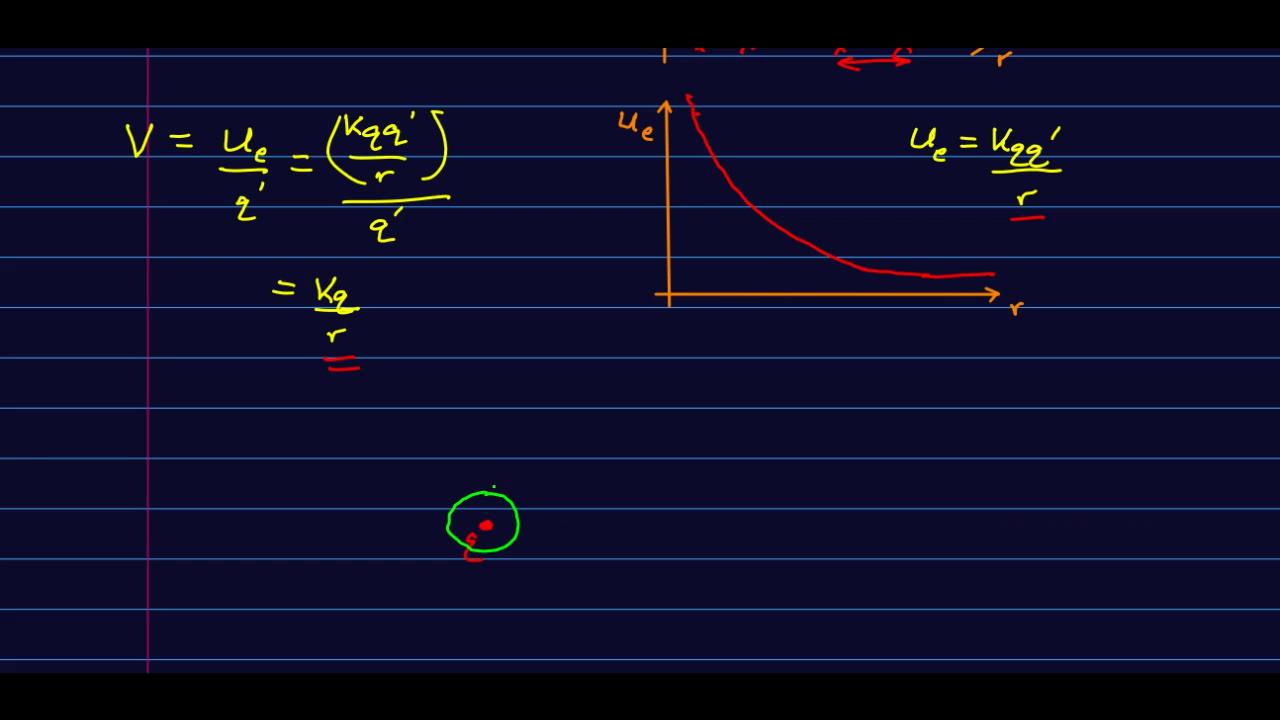 r
V = Ue/q' = (Kqq'/r)/q'
= Kq/r
Ue
r
Ue = Kqq'/r